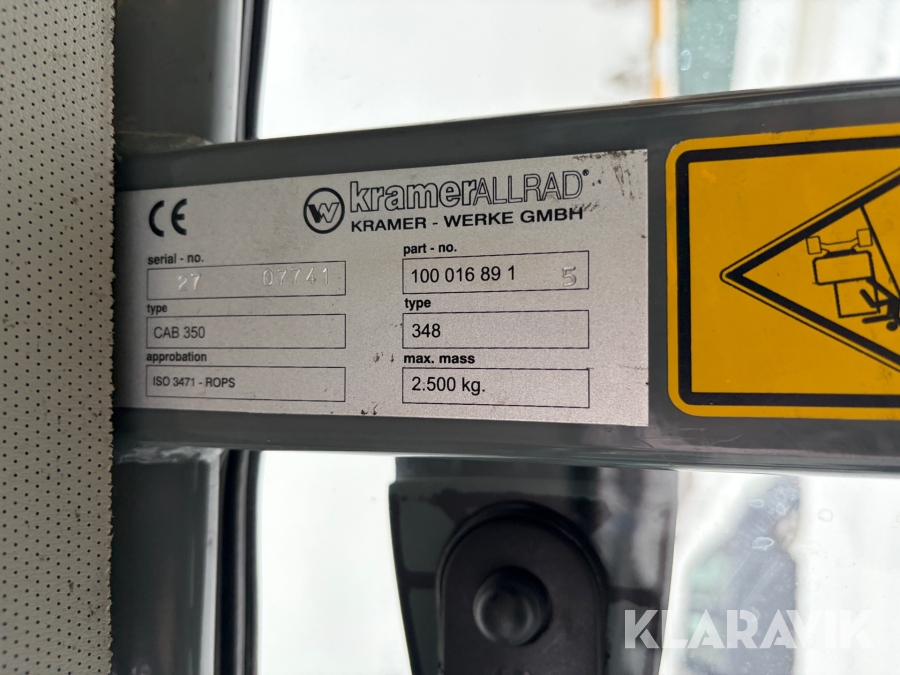 CE
kramerALLRAD®
KRAMER - WERKE GMBH
serial - no.
27 07741
part - no.
100 016 89 1 5
type
CAB 350
type
348
approbation
ISO 3471 - ROPS
max. mass
2.500 kg.
KLARAVIK